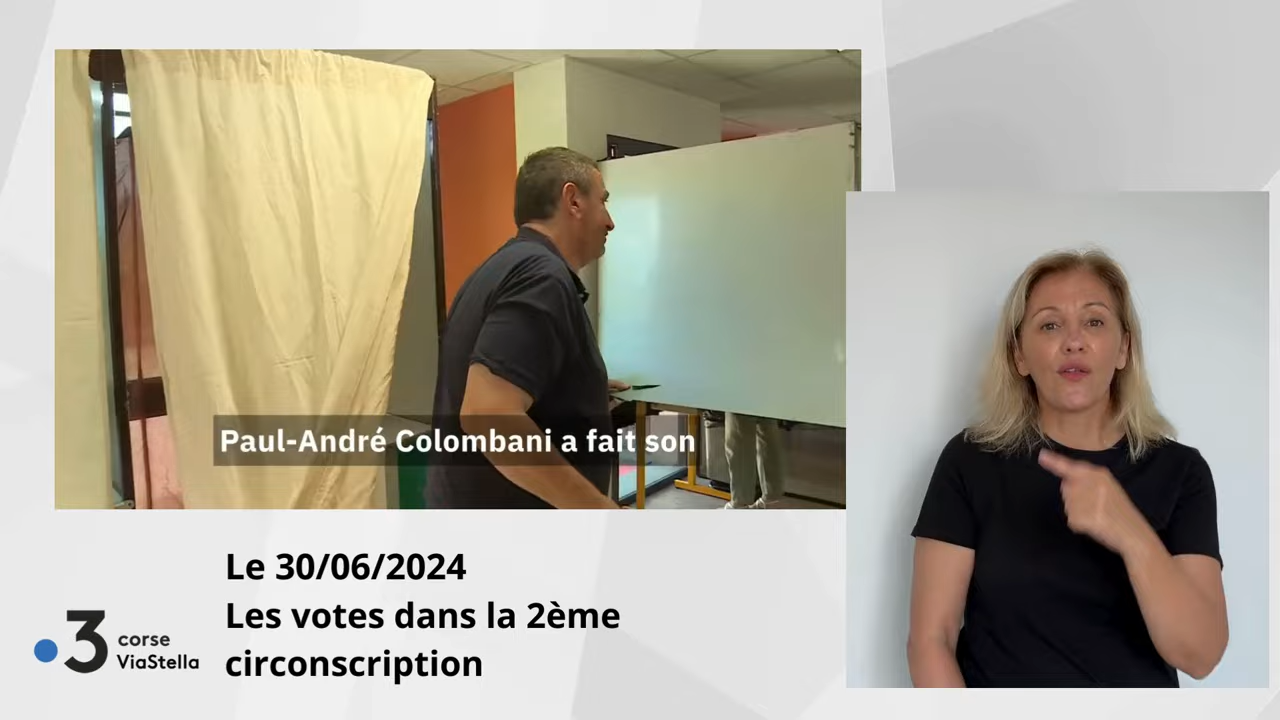 Paul-André Colombani a fait son
Le 30/06/2024
Les votes dans la 2ème
circonscription
3 corse
ViaStella